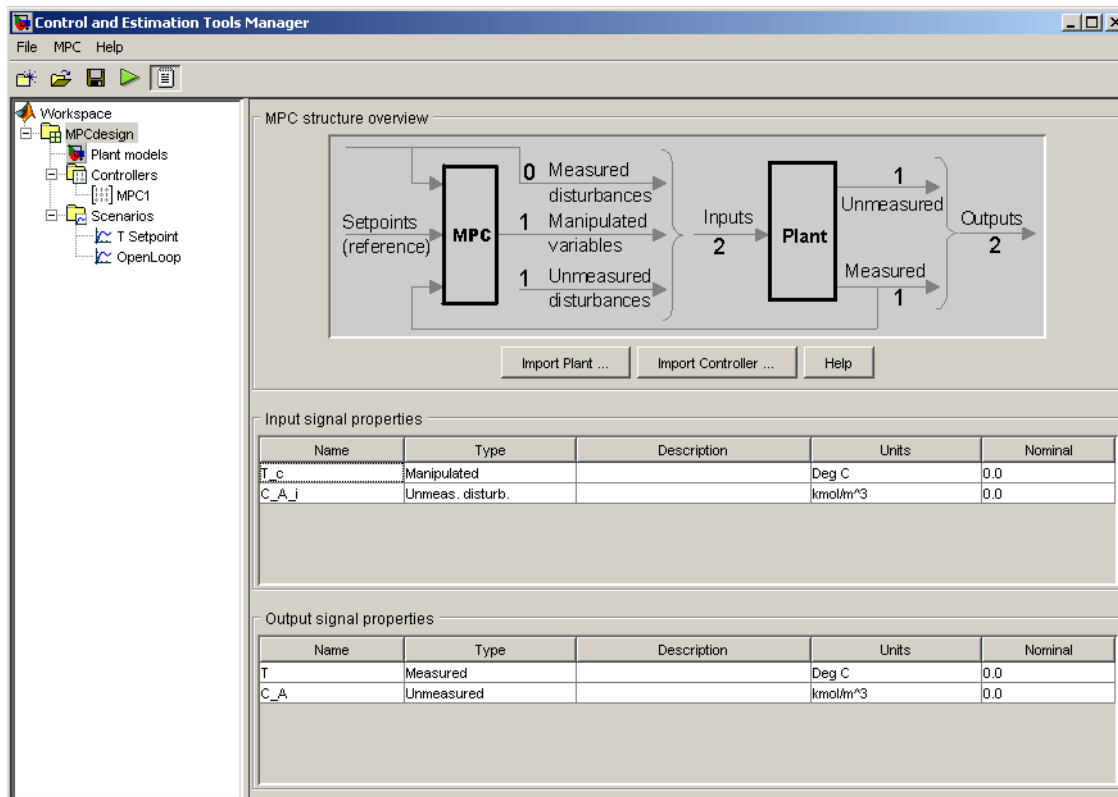 Control and Estimation Tools Manager
File MPC Help
Workspace
MPCdesign
Plant models
Controllers
MPC1
Scenarios
T Setpoint
OpenLoop
MPC structure overview
Setpoints
(reference)
MPC
0 Measured
disturbances
1 Manipulated
variables
1 Unmeasured
disturbances
Inputs
2
Plant
1
Unmeasured
Measured
1
Outputs
2
Import Plant ... Import Controller ... Help
Input signal properties
Name Type Description Units Nominal
T_c Manipulated Deg C 0.0
C_A_i Unmeas. disturb. kmol/m^3 0.0
Output signal properties
Name Type Description Units Nominal
T Measured Deg C 0.0
C_A Unmeasured kmol/m^3 0.0